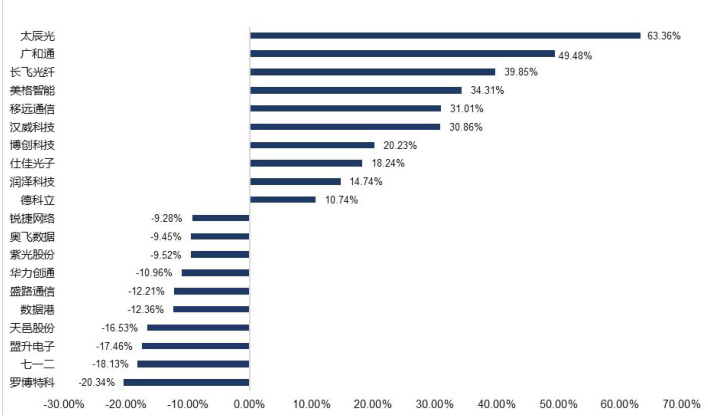 太辰光 63.36%
广和通 49.48%
长飞光纤 39.85%
美格智能 34.31%
移远通信 31.01%
汉威科技 30.86%
博创科技 20.23%
仕佳光子 18.24%
润泽科技 14.74%
德科立 10.74%
锐捷网络 -9.28%
奥飞数据 -9.45%
紫光股份 -9.52%
华力创通 -10.96%
盛路通信 -12.21%
数据港 -12.36%
天邑股份 -16.53%
盟升电子 -17.46%
七一二 -18.13%
罗博特科 -20.34%
-30.00% -20.00% -10.00% 0.00% 10.00% 20.00% 30.00% 40.00% 50.00% 60.00% 70.00%